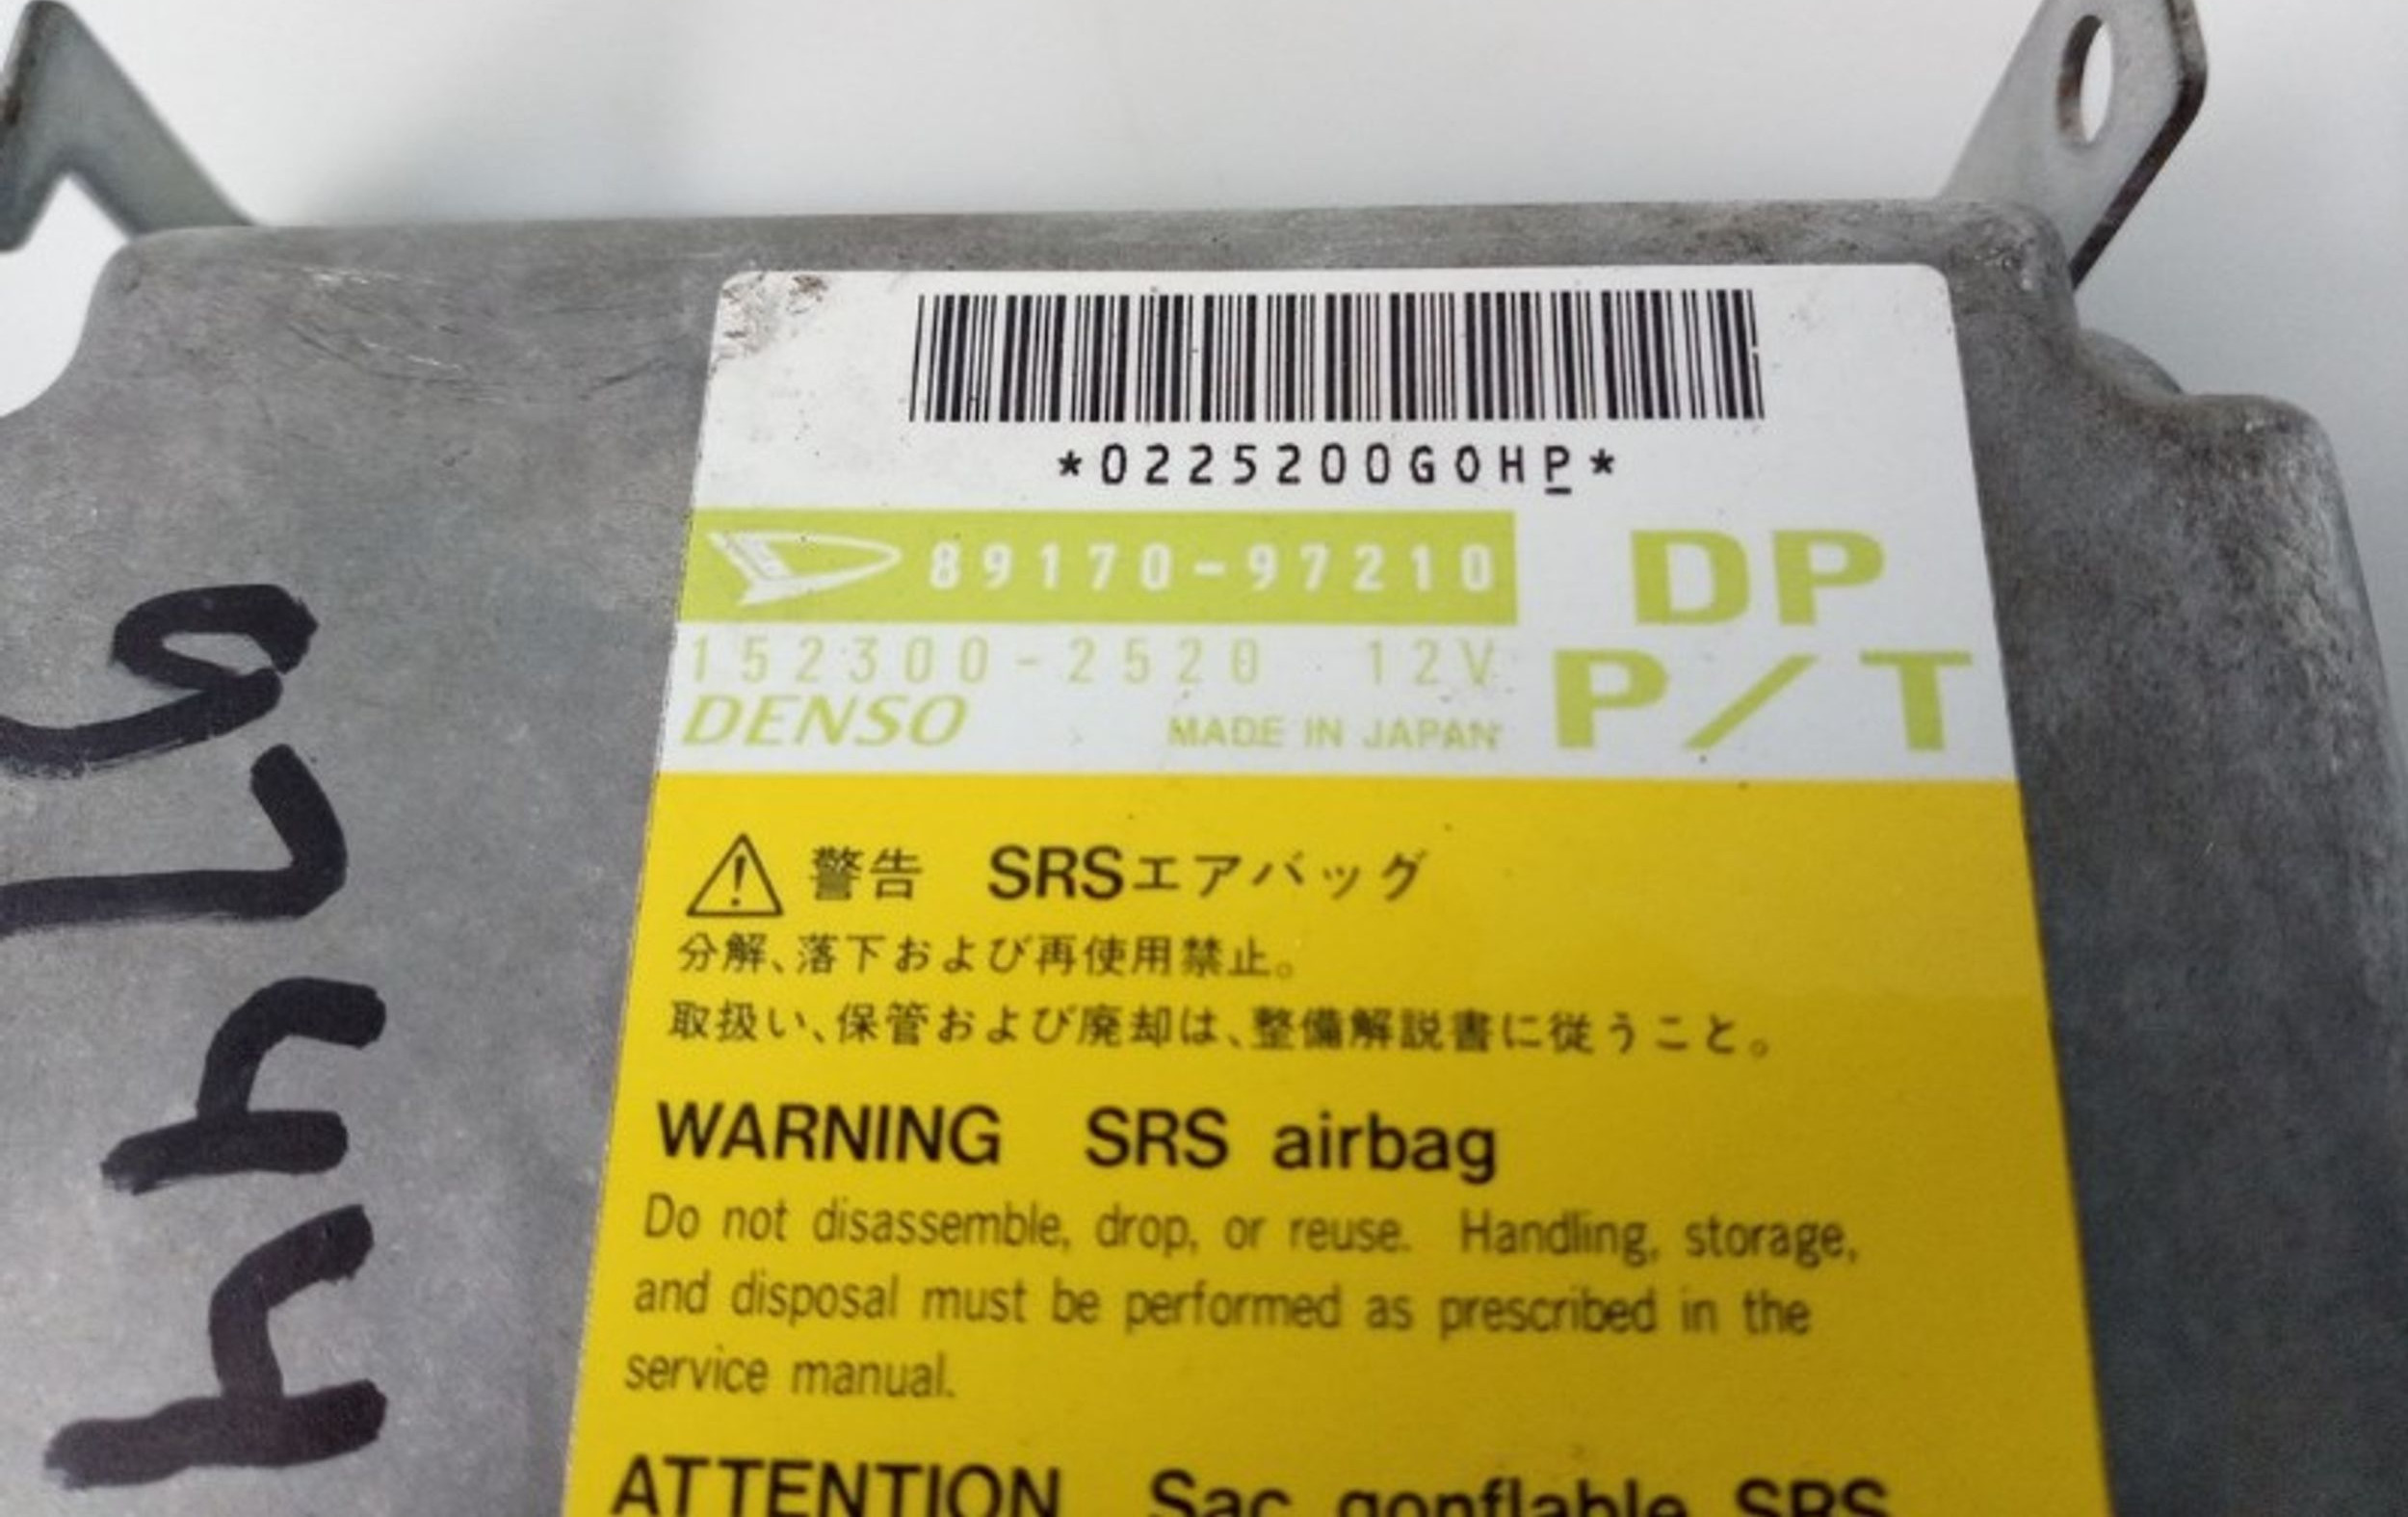 *0225200G0HP*
89170-97210
DP
152300-2520 12V
P/T
DENSO MADE IN JAPAN
警告 SRSエアバッグ
分解、落下および再使用禁止。
取扱い、保管および廃却は、整備解説書に従うこと。
WARNING SRS airbag
Do not disassemble, drop, or reuse. Handling, storage,
and disposal must be performed as prescribed in the
service manual.
ATTENTION Sac gonflable SRS